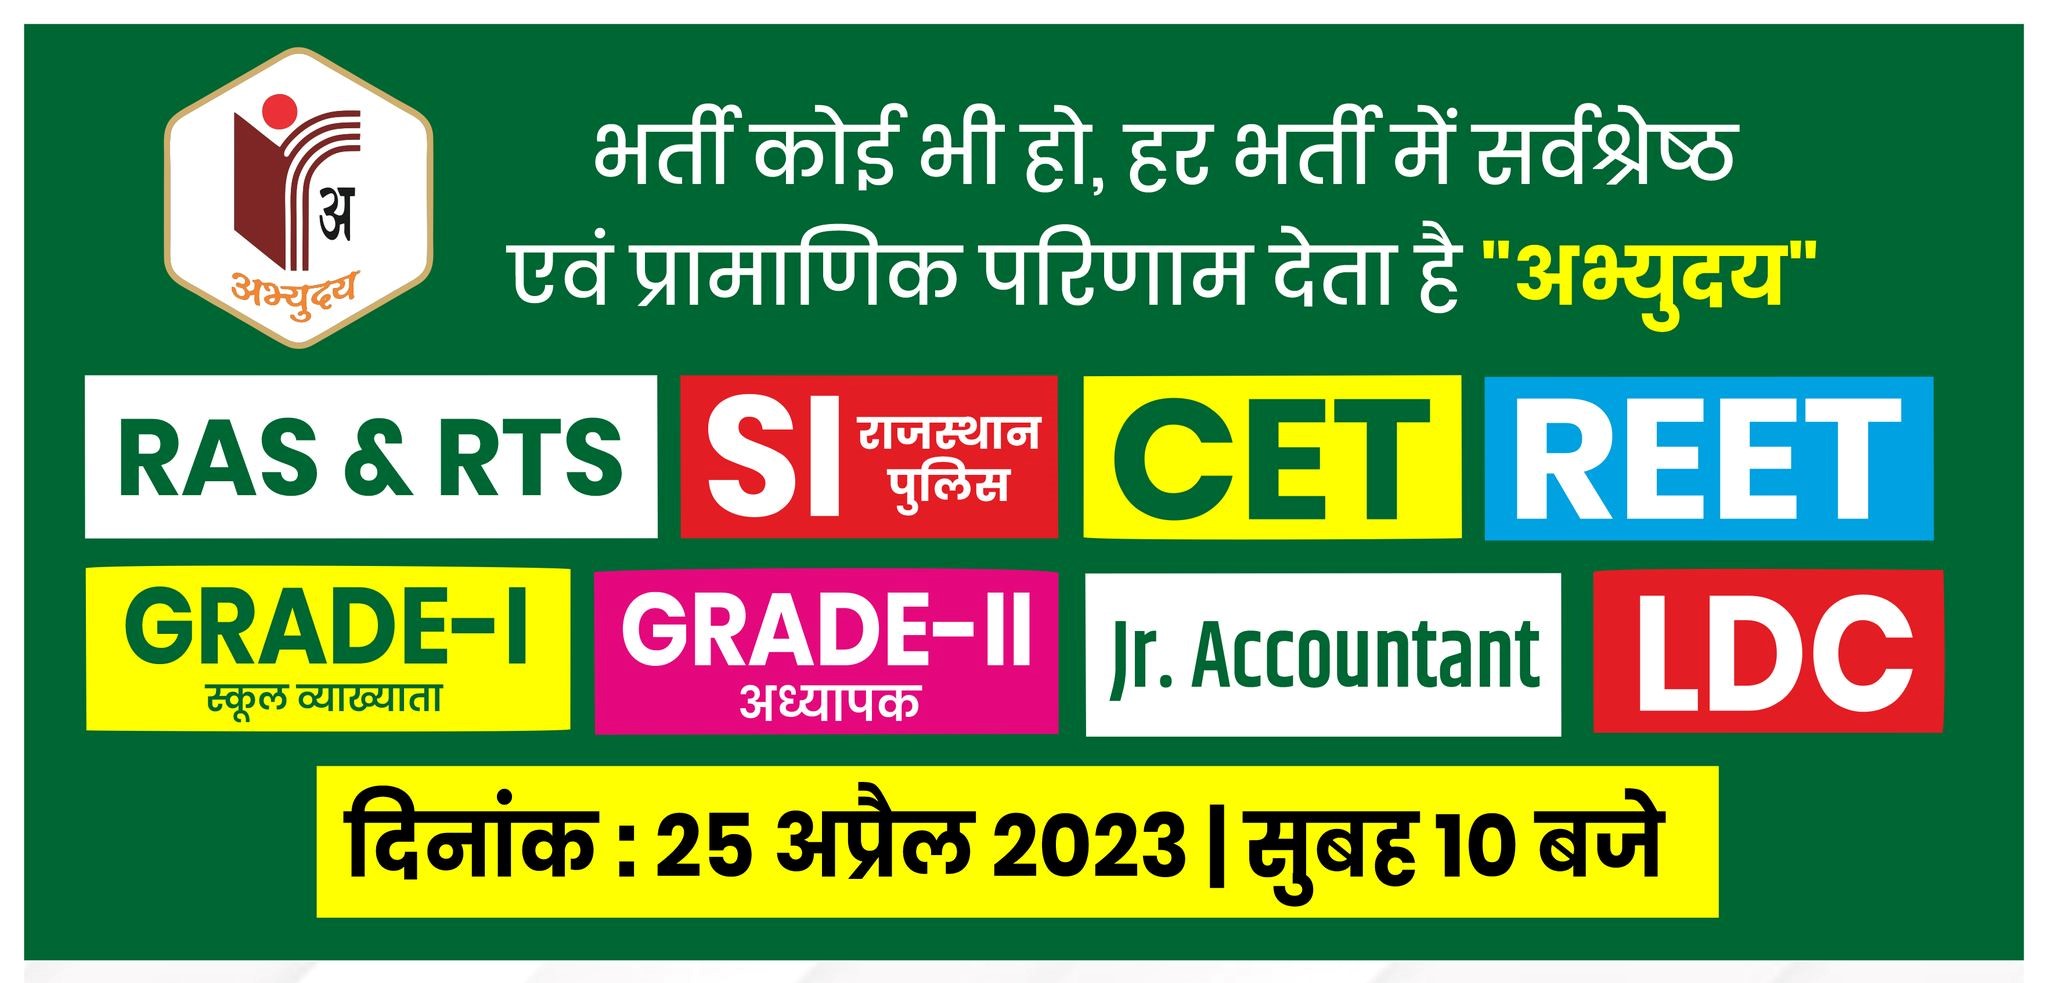 अ
अभ्युदय
भर्ती कोई भी हो, हर भर्ती में सर्वश्रेष्ठ
एवं प्रामाणिक परिणाम देता है "अभ्युदय"
RAS & RTS
SI राजस्थान
पुलिस
CET
REET
GRADE-I
स्कूल व्याख्याता
GRADE-II
अध्यापक
Jr. Accountant
LDC
दिनांक : 25 अप्रैल 2023 | सुबह 10 बजे